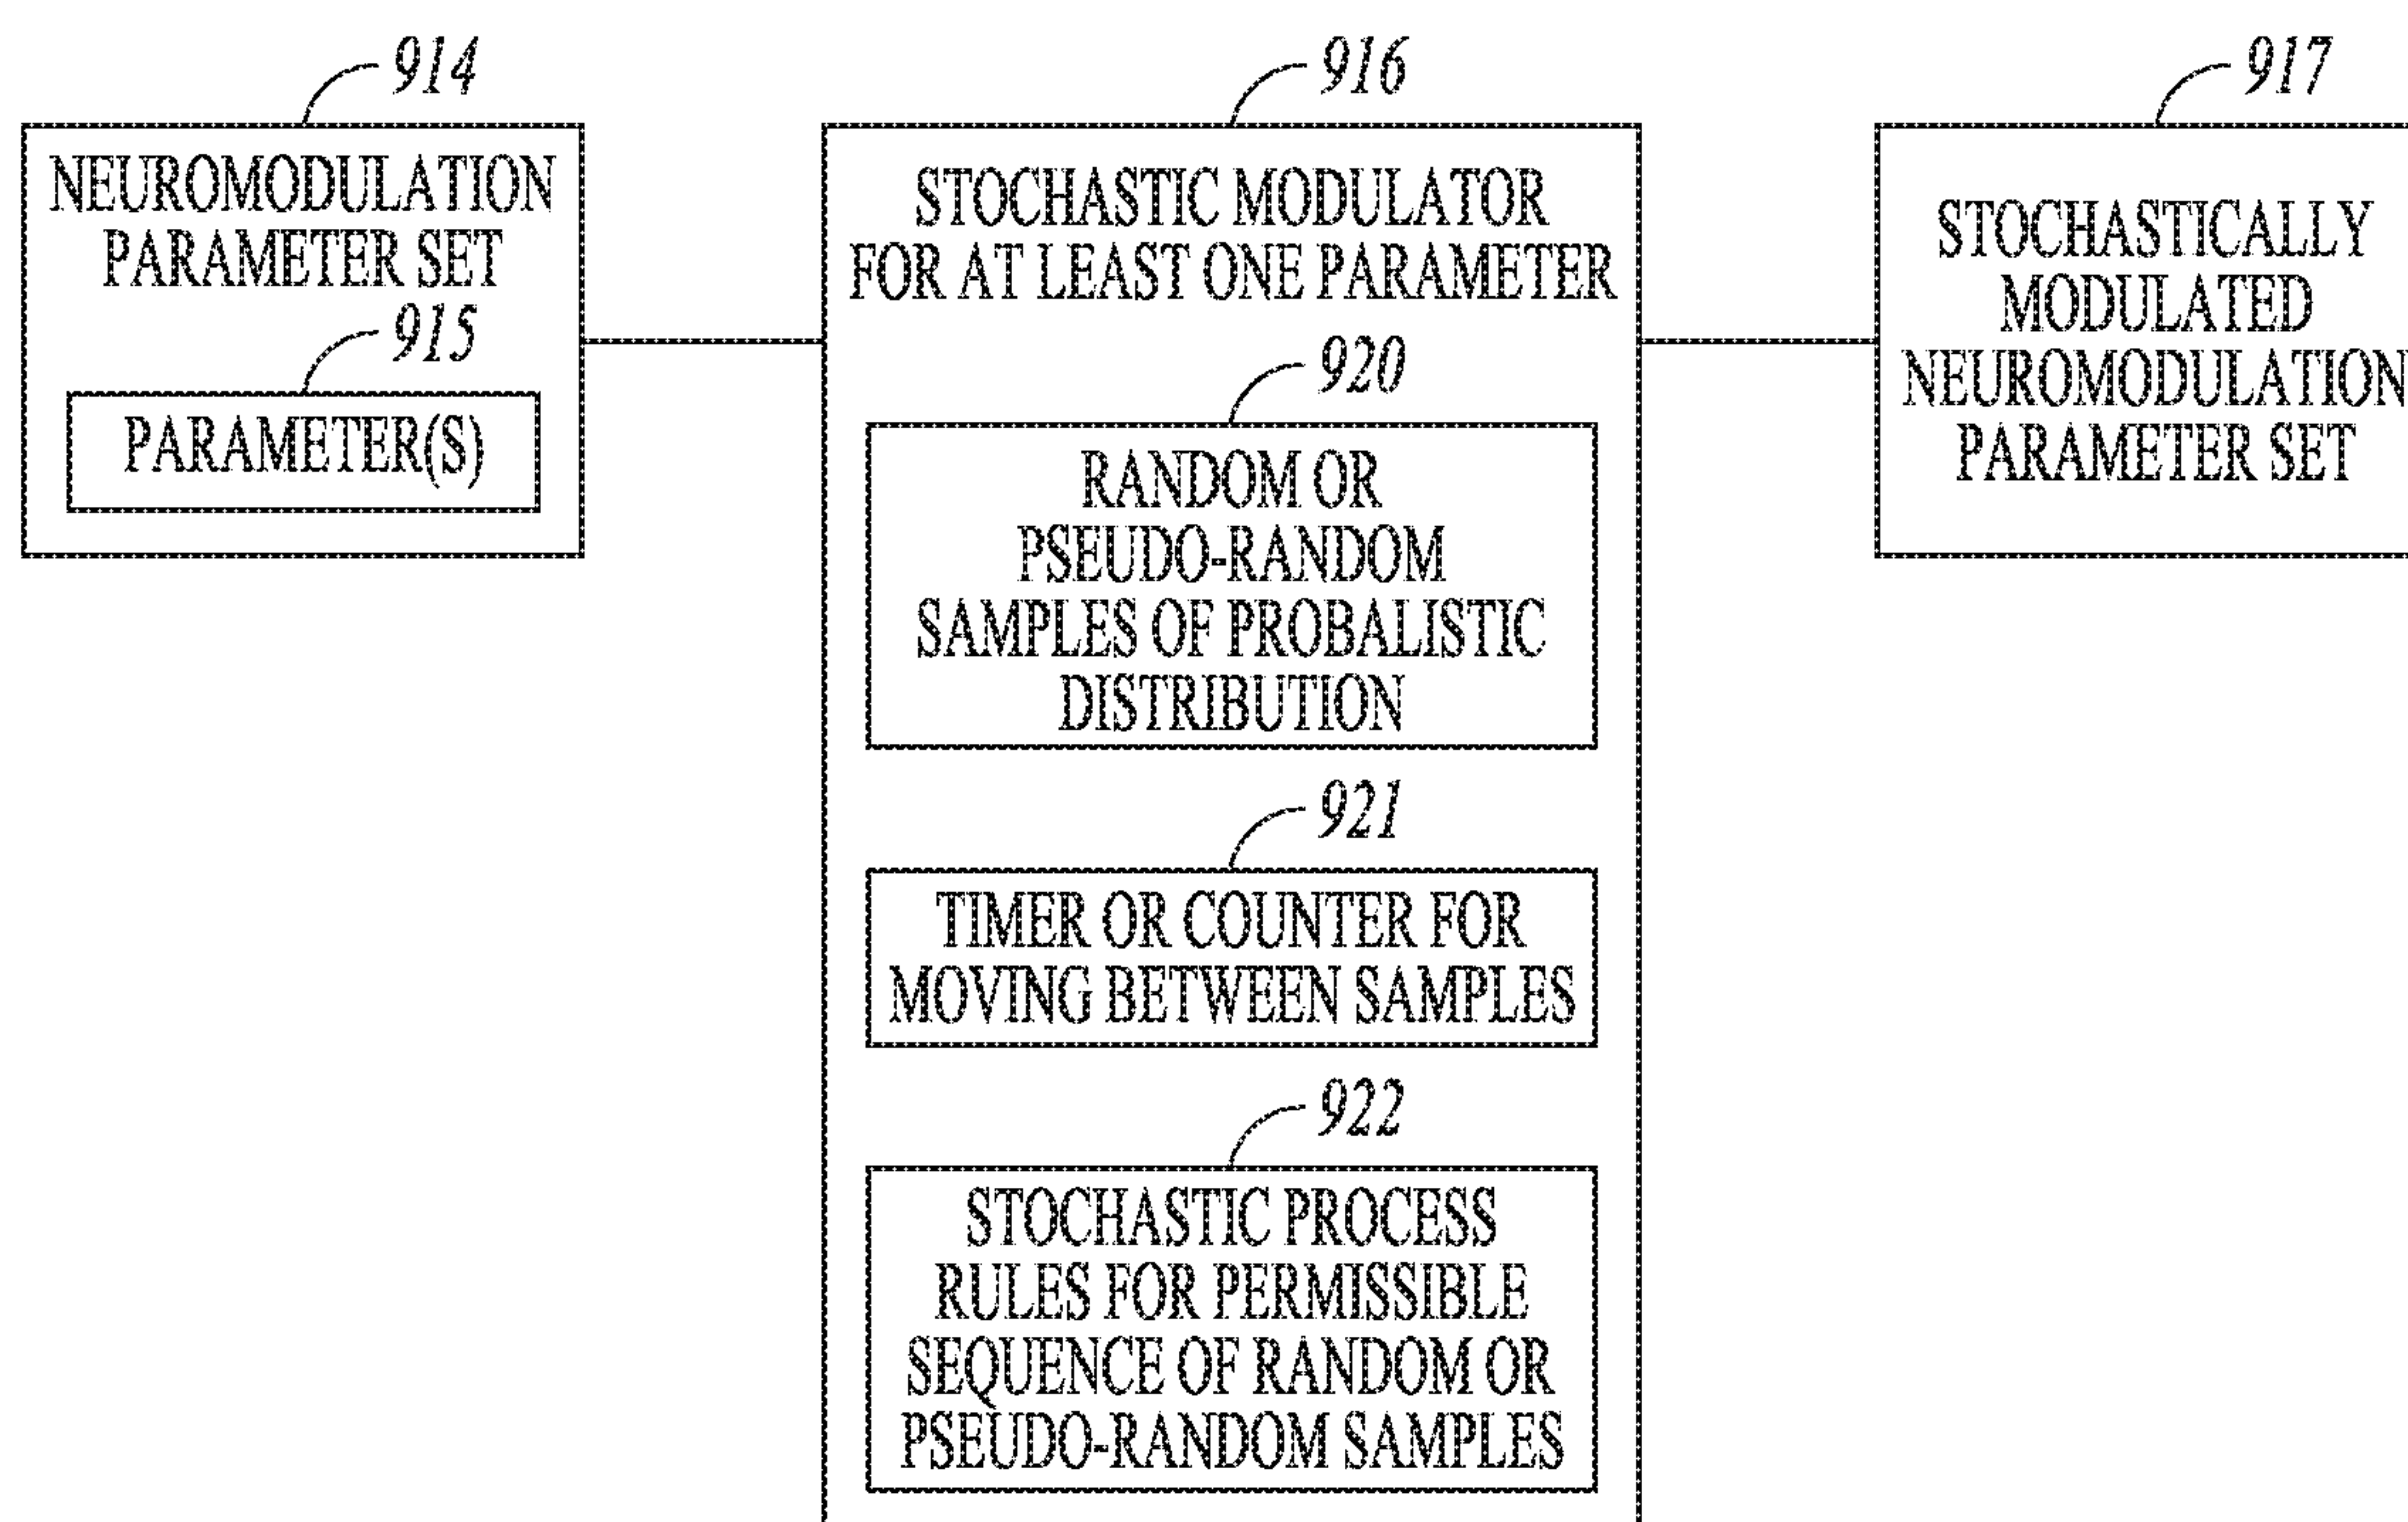 914
NEUROMODULATION
PARAMETER SET
915
PARAMETER(S)
916
STOCHASTIC MODULATOR
FOR AT LEAST ONE PARAMETER
920
RANDOM OR
PSEUDO-RANDOM
SAMPLES OF PROBALISTIC
DISTRIBUTION
921
TIMER OR COUNTER FOR
MOVING BETWEEN SAMPLES
922
STOCHASTIC PROCESS
RULES FOR PERMISSIBLE
SEQUENCE OF RANDOM OR
PSEUDO-RANDOM SAMPLES
917
STOCHASTICALLY
MODULATED
NEUROMODULATION
PARAMETER SET